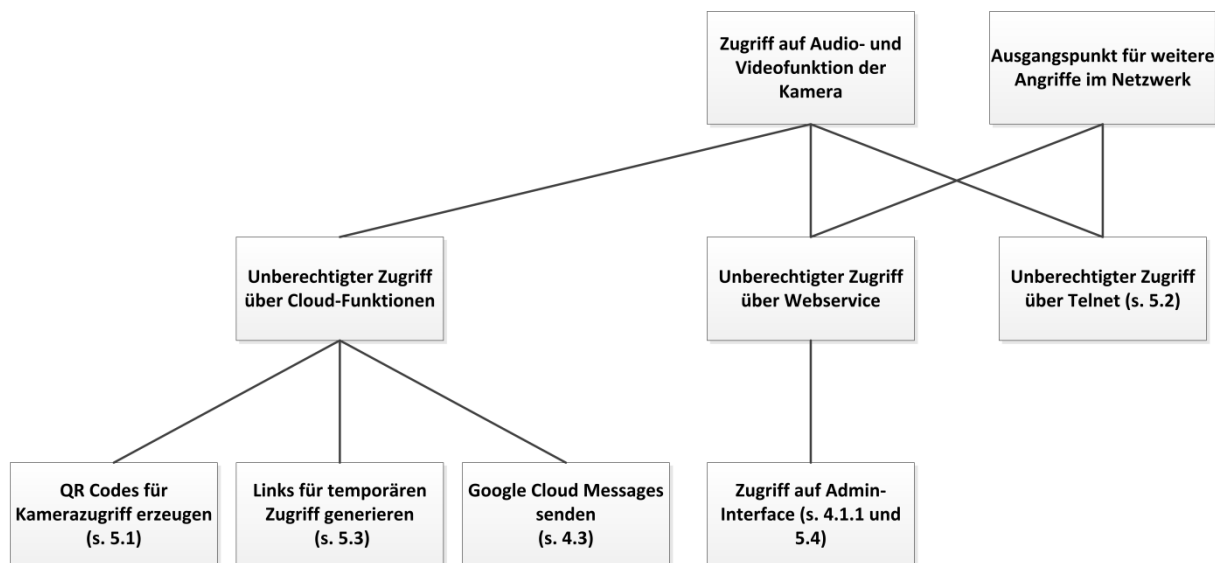 Zugriff auf Audio- und
Videofunktion der
Kamera
Ausgangspunkt für weitere
Angriffe im Netzwerk
Unberechtigter Zugriff
über Cloud-Funktionen
Unberechtigter Zugriff
über Webservice
Unberechtigter Zugriff
über Telnet (s. 5.2)
QR Codes für
Kamerazugriff erzeugen
(s. 5.1)
Links für temporären
Zugriff generieren
(s. 5.3)
Google Cloud Messages
senden
(s. 4.3)
Zugriff auf Admin-
Interface (s. 4.1.1 und
5.4)